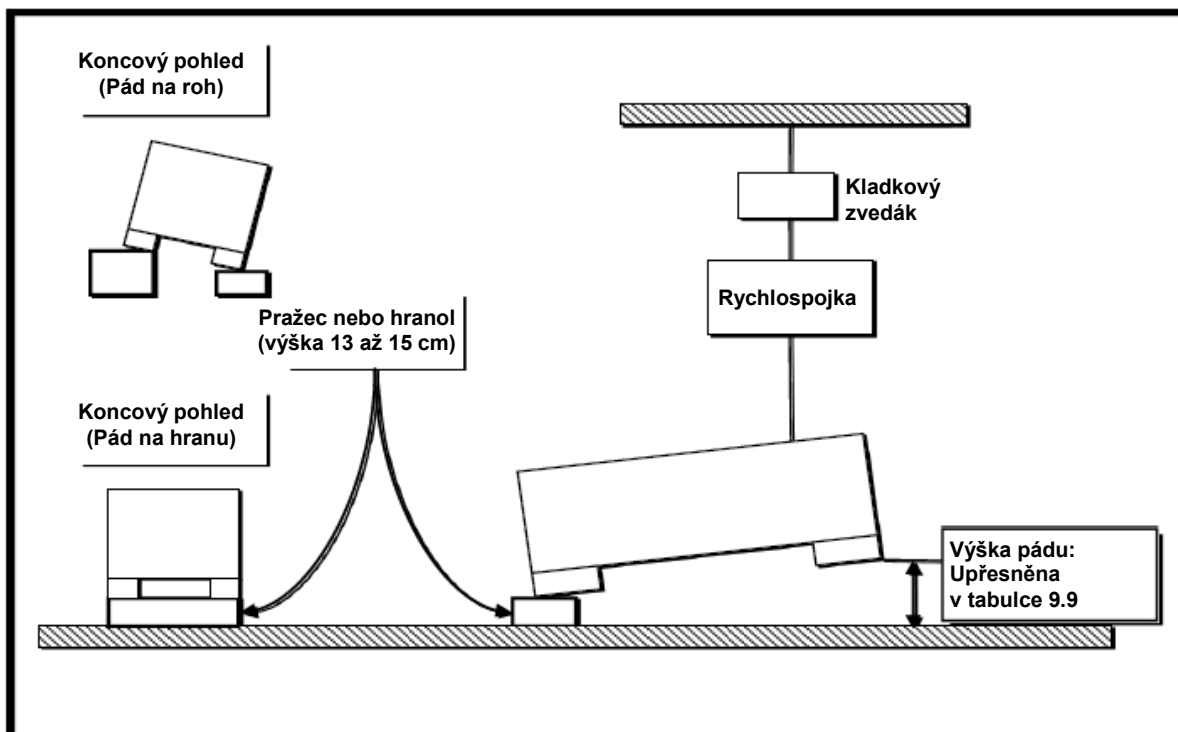 Koncový pohled
(Pád na roh)
Kladkový
zvedák
Rychlospojka
Pražec nebo hranol
(výška 13 až 15 cm)
Koncový pohled
(Pád na hranu)
Výška pádu:
Upřesněna
v tabulce 9.9